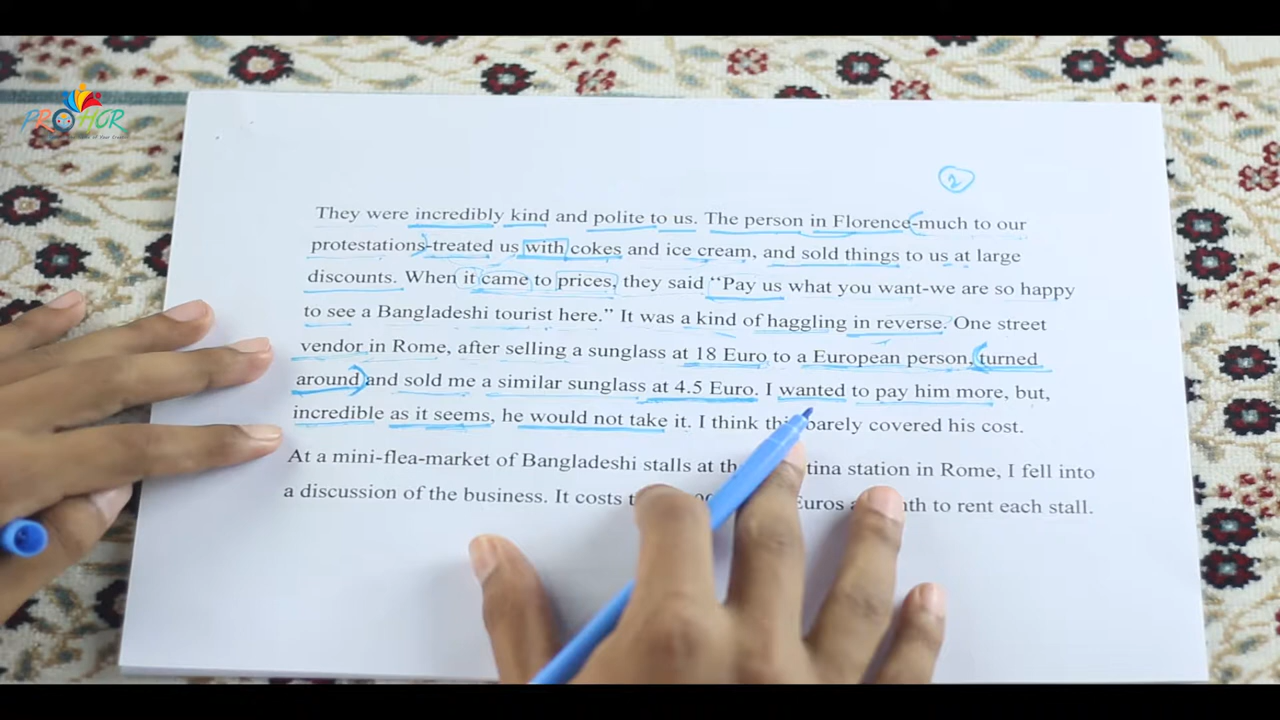 PROHOR
2
They were incredibly kind and polite to us. The person in Florence-much to our
protestations-treated us with cokes and ice cream, and sold things to us at large
discounts. When it came to prices, they said “Pay us what you want-we are so happy
to see a Bangladeshi tourist here.” It was a kind of haggling in reverse. One street
vendor in Rome, after selling a sunglass at 18 Euro to a European person, turned
around and sold me a similar sunglass at 4.5 Euro. I wanted to pay him more, but,
incredible as it seems, he would not take it. I think this barely covered his cost.
At a mini-flea-market of Bangladeshi stalls at the tina station in Rome, I fell into
a discussion of the business. It costs Euros a to rent each stall.